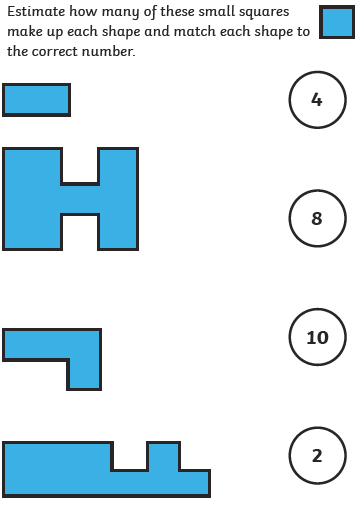 Estimate how many of these small squares
make up each shape and match each shape to
the correct number.
4
8
10
2